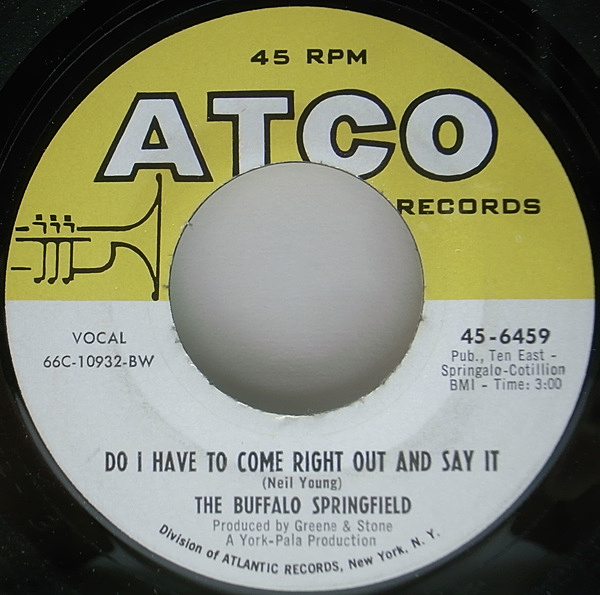 45 RPM
ATCO
RECORDS
VOCAL
66C-10932-BW
45-6459
Pub., Ten East -
Springalo-Cotillion
BMI - Time: 3:00
DO I HAVE TO COME RIGHT OUT AND SAY IT
(Neil Young)
THE BUFFALO SPRINGFIELD
Produced by Greene & Stone
A York-Pala Production
Division of ATLANTIC RECORDS, New York, N. Y.